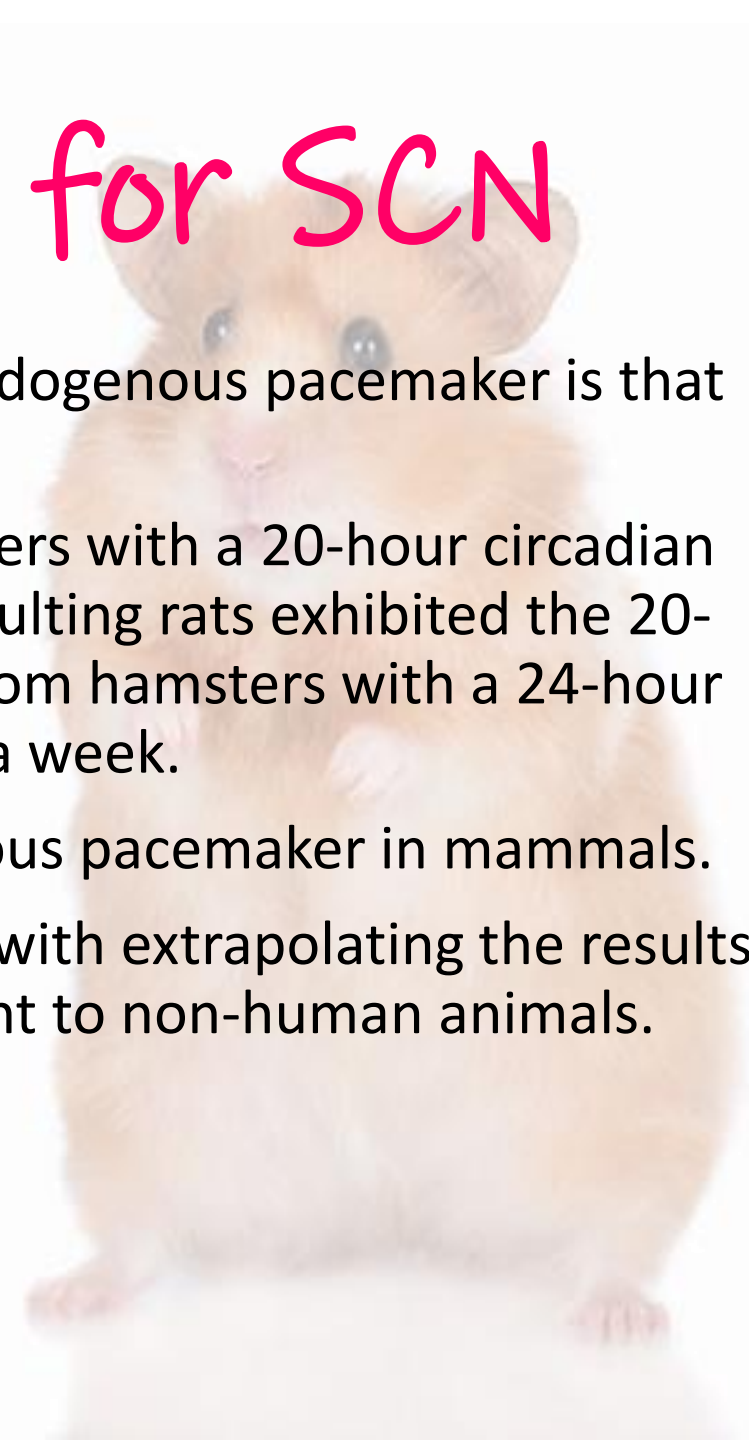 for SCN
dogenous pacemaker is that
ers with a 20-hour circadian
ulting rats exhibited the 20-
om hamsters with a 24-hour
a week.
ous pacemaker in mammals.
with extrapolating the results
nt to non-human animals.